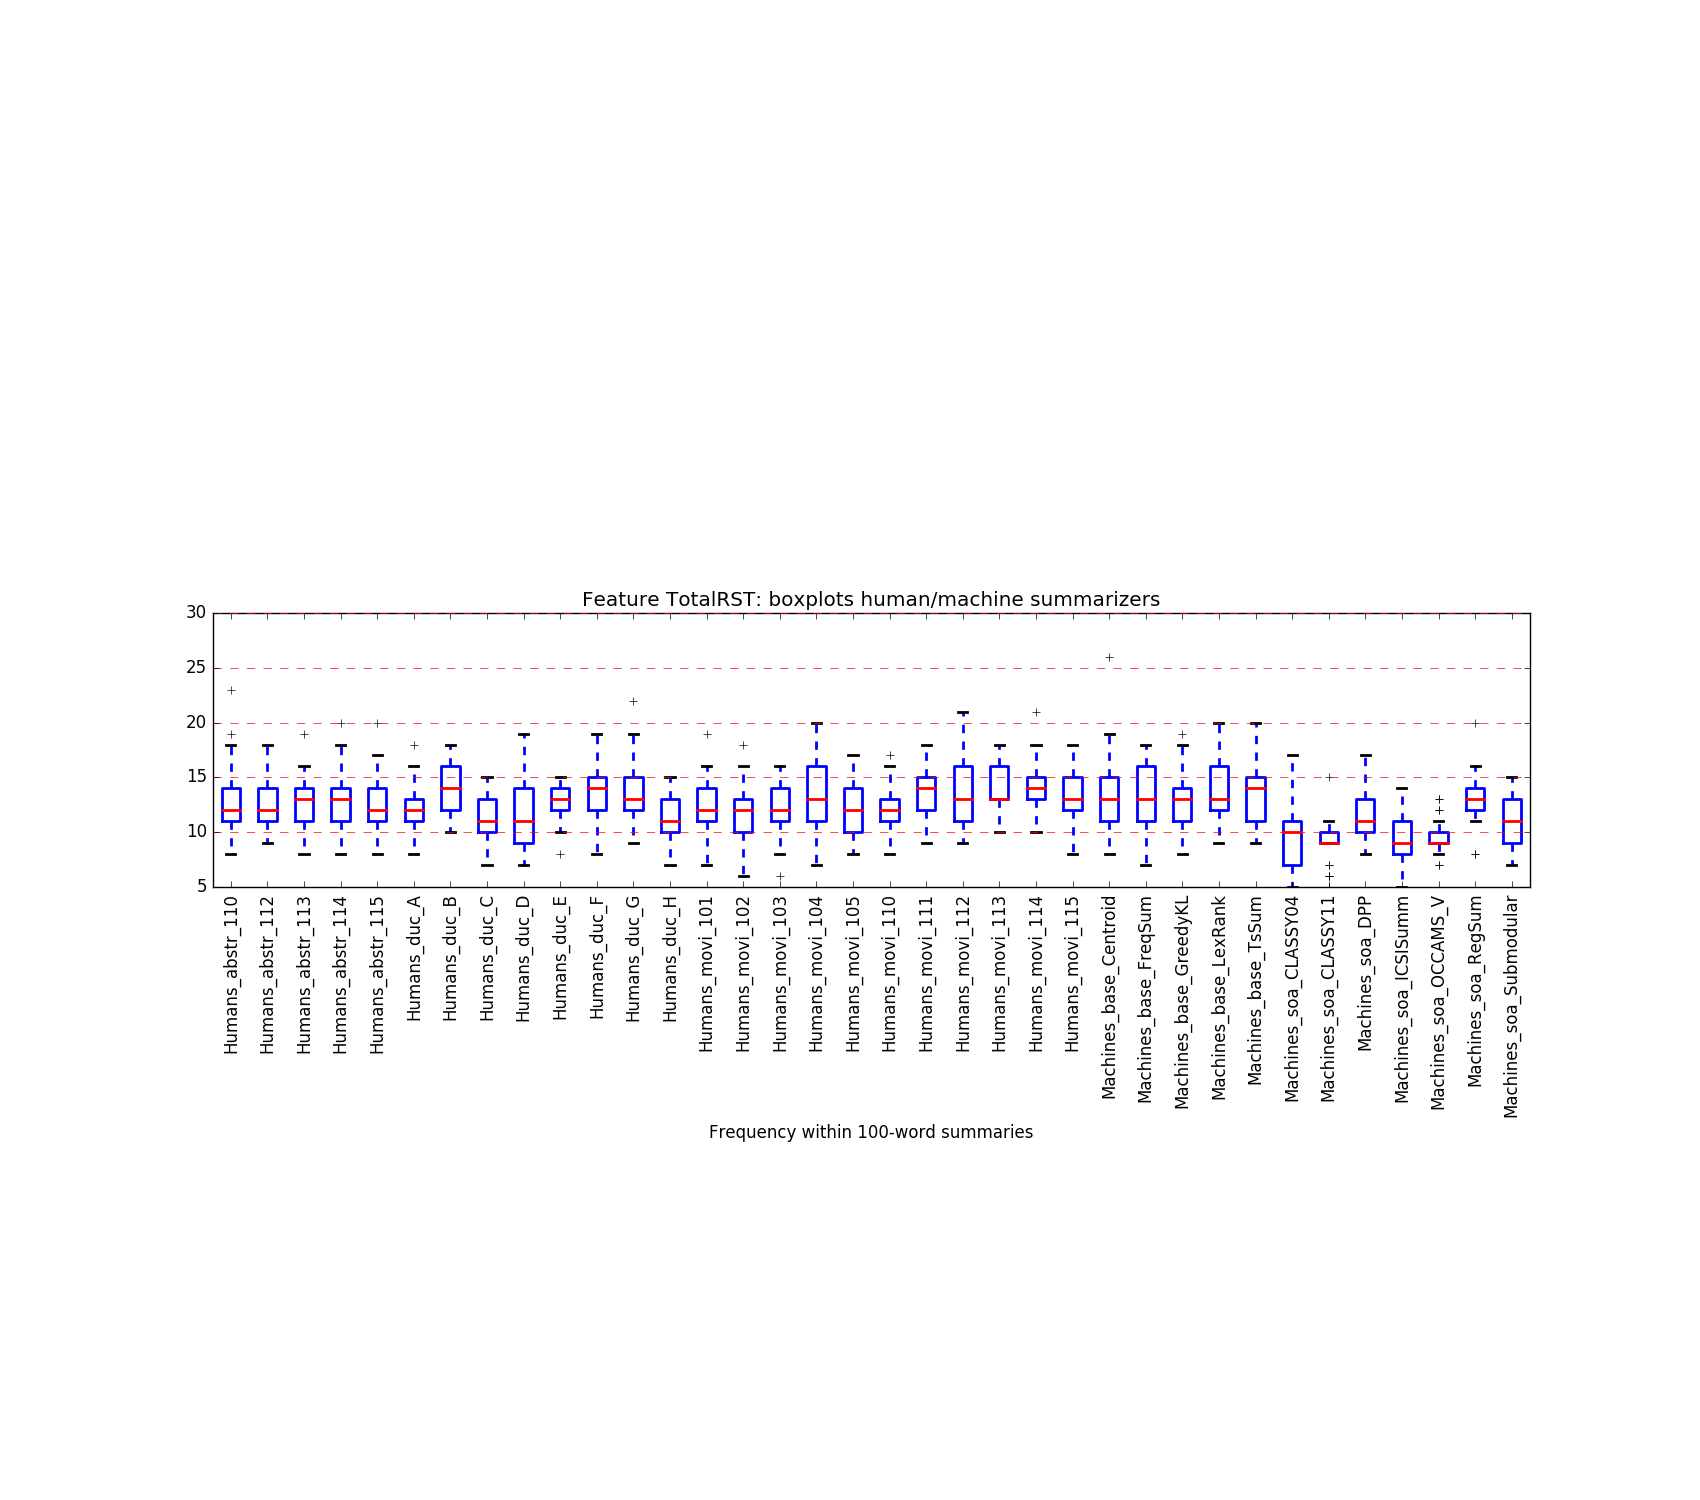 Feature TotalRST: boxplots human/machine summarizers
30
25
20
15
10
5
Humans_abstr_110
Humans_abstr_112
Humans_abstr_113
Humans_abstr_114
Humans_abstr_115
Humans_duc_A
Humans_duc_B
Humans_duc_C
Humans_duc_D
Humans_duc_E
Humans_duc_F
Humans_duc_G
Humans_duc_H
Humans_movi_101
Humans_movi_102
Humans_movi_103
Humans_movi_104
Humans_movi_105
Humans_movi_110
Humans_movi_111
Humans_movi_112
Humans_movi_113
Humans_movi_114
Humans_movi_115
Machines_base_Centroid
Machines_base_FreqSum
Machines_base_GreedyKL
Machines_base_LexRank
Machines_base_TsSum
Machines_soa_CLASSY04
Machines_soa_CLASSY11
Machines_soa_DPP
Machines_soa_ICSISumm
Machines_soa_OCCAMS_V
Machines_soa_RegSum
Machines_soa_Submodular
Frequency within 100-word summaries